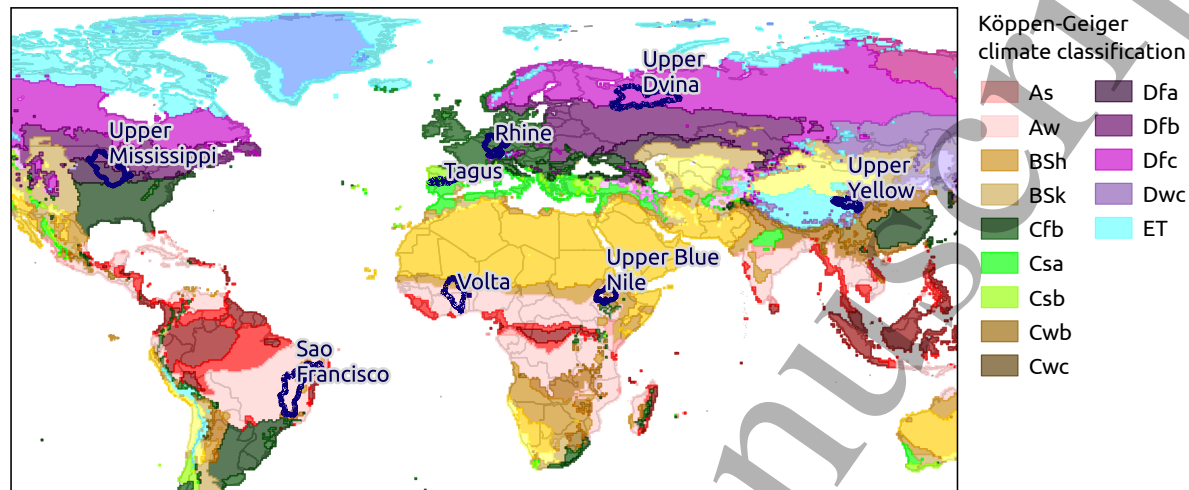 Köppen-Geiger
climate classification
As
Aw
BSh
BSk
Cfb
Csa
Csb
Cwb
Cwc
Dfa
Dfb
Dfc
Dwc
ET
Upper
Dvina
Upper
Mississippi
Rhine
Tagus
Upper
Yellow
Upper Blue
Nile
Volta
Sao
Francisco
nuscri